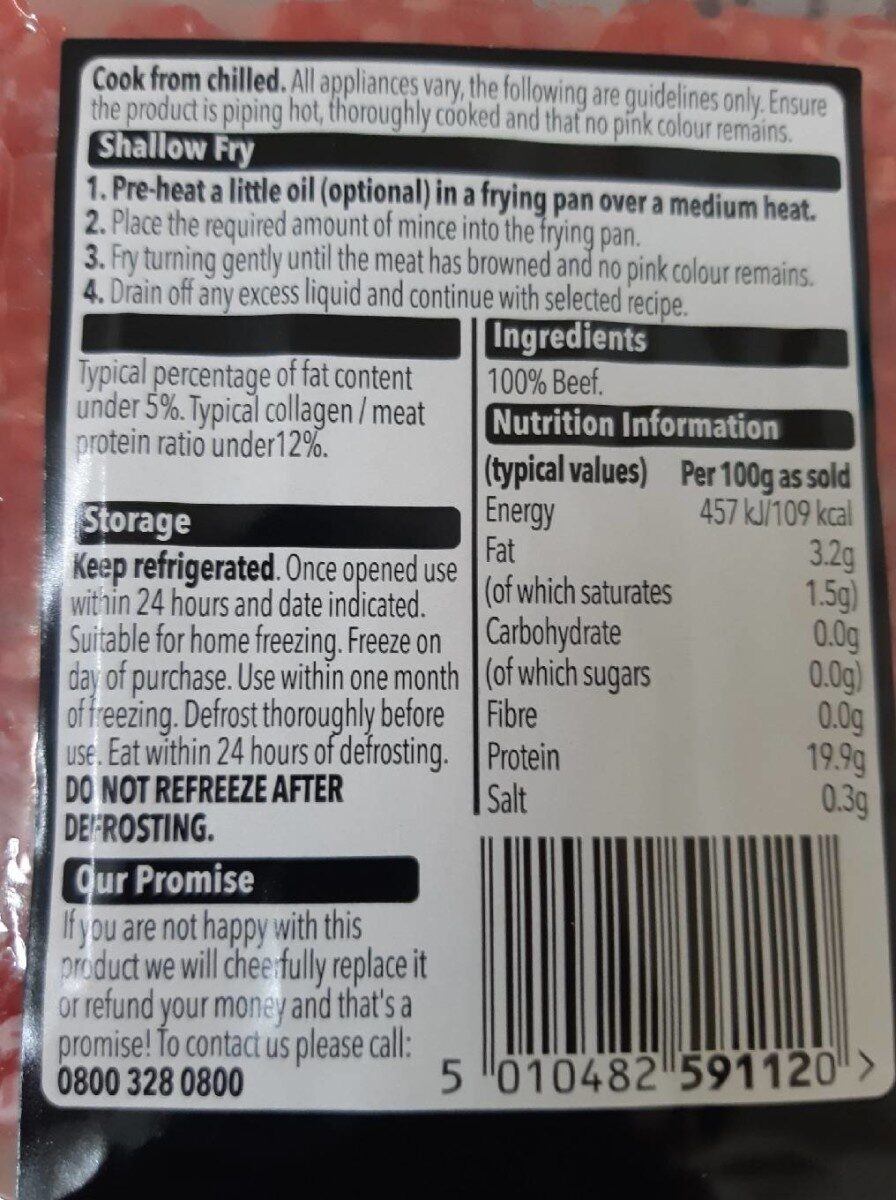 Cook from chilled. All appliances vary, the following are guidelines only. Ensure
the product is piping hot, thoroughly cooked and that no pink colour remains.
Shallow Fry
1. Pre-heat a little oil (optional) in a frying pan over a medium heat.
2. Place the required amount of mince into the frying pan.
3. Fry turning gently until the meat has browned and no pink colour remains.
4. Drain off any excess liquid and continue with selected recipe.
Typical percentage of fat content
under 5%. Typical collagen / meat
protein ratio under12%.
Storage
Keep refrigerated. Once opened use
within 24 hours and date indicated.
Suitable for home freezing. Freeze on
day of purchase. Use within one month
of freezing. Defrost thoroughly before
use. Eat within 24 hours of defrosting.
DO NOT REFREEZE AFTER
DEFROSTING.
Our Promise
If you are not happy with this
product we will cheerfully replace it
or refund your money and that's a
promise! To contact us please call:
0800 328 0800
Ingredients
100% Beef.
Nutrition Information
(typical values) Per 100g as sold
Energy 457 kJ/109 kcal
Fat 3.2g
(of which saturates 1.5g)
Carbohydrate 0.0g
(of which sugars 0.0g)
Fibre 0.0g
Protein 19.9g
Salt 0.3g
5 010482 591120 >